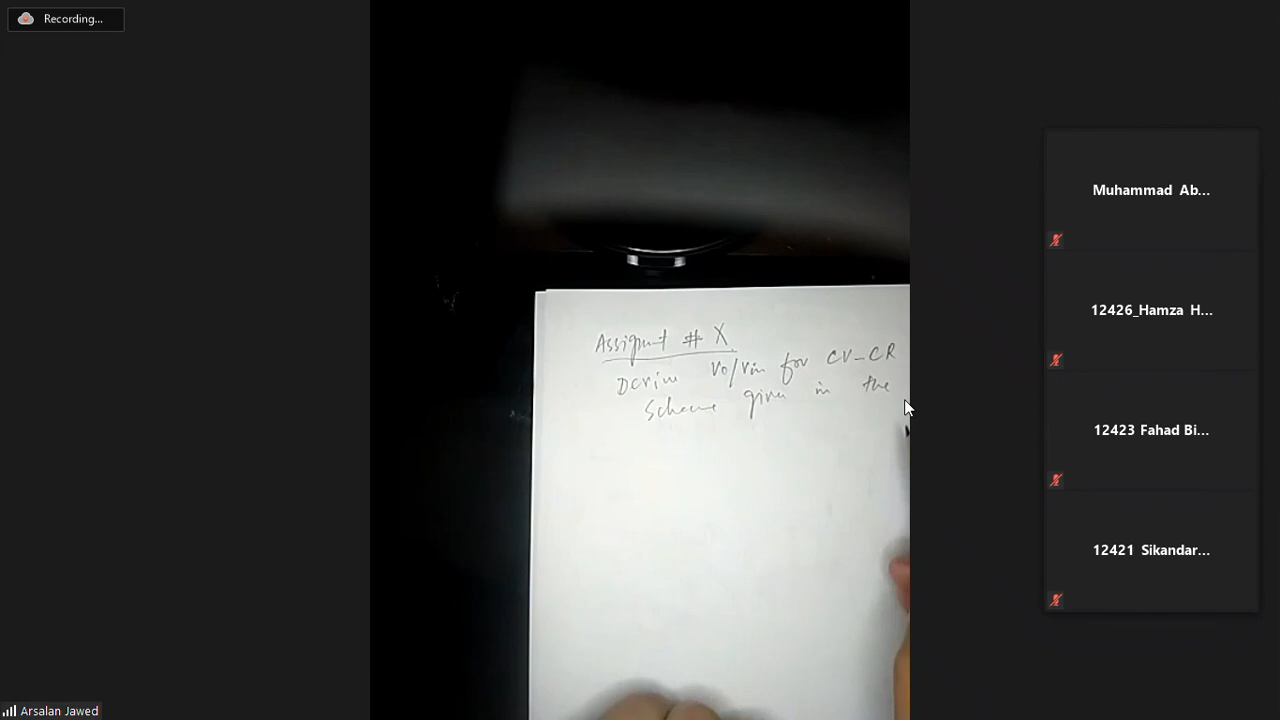 Recording...
Assigmt # X
Derive Vo/Vin for CV-CR
Scheme given in the
Muhammad Ab...
12426_Hamza H...
12423 Fahad Bi...
12421 Sikandar...
Arsalan Jawed